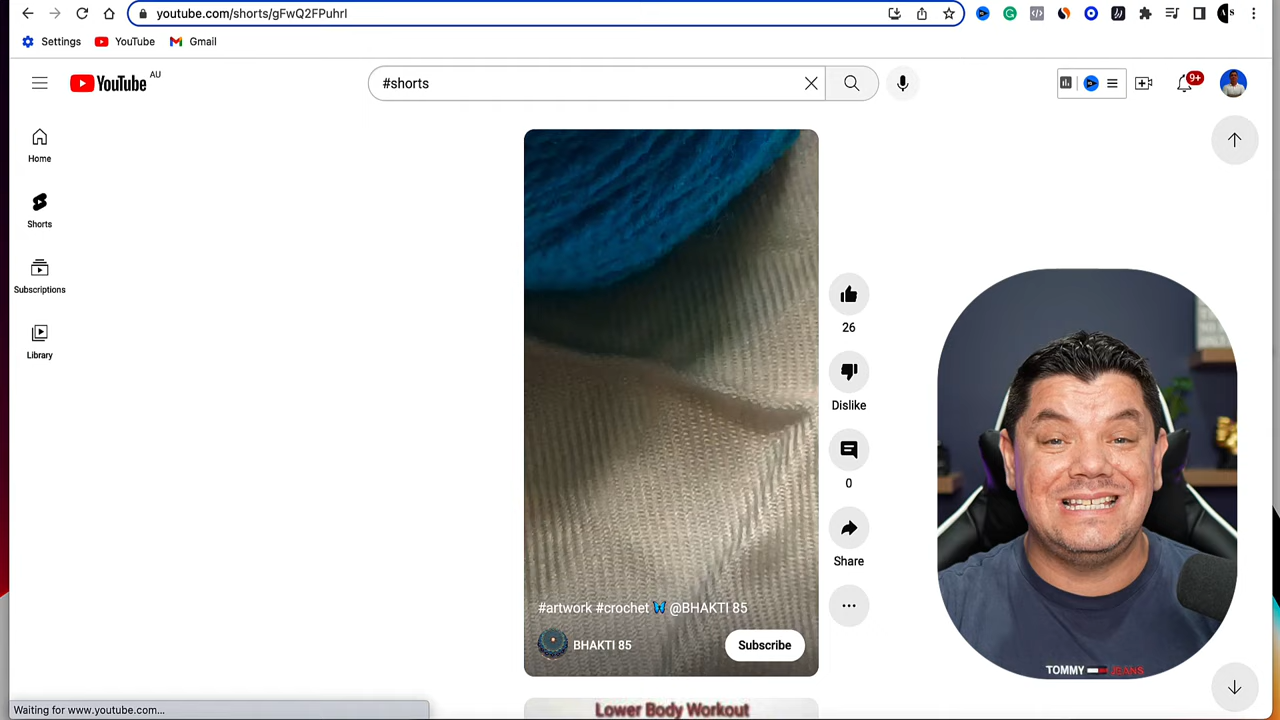 youtube.com/shorts/gFwQ2FPuhrI
Settings
YouTube
Gmail
YouTube AU
#shorts
9+
Home
Shorts
Subscriptions
Library
26
Dislike
0
Share
#artwork #crochet 🦋 @BHAKTI 85
BHAKTI 85
Subscribe
TOMMY JEANS
Lower Body Workout
Waiting for www.youtube.com...